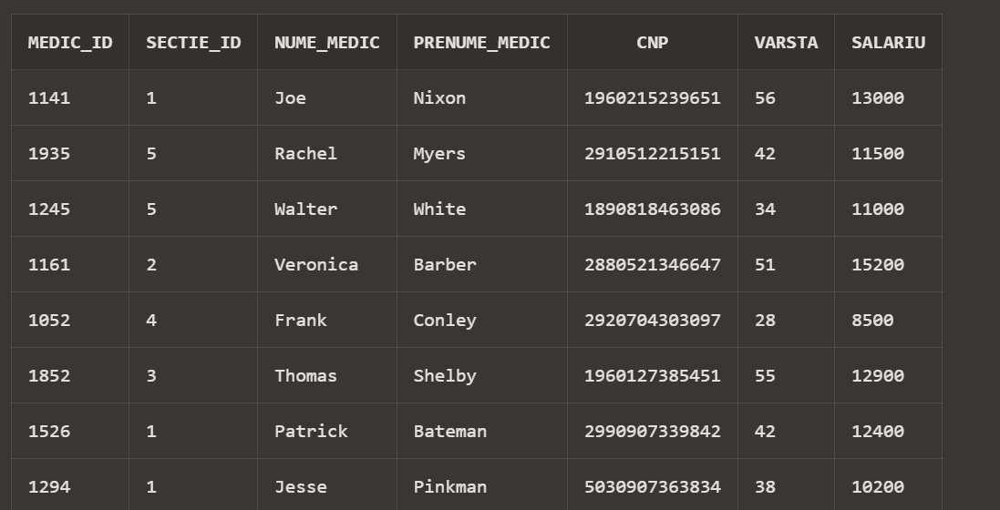 MEDIC_ID SECTIE_ID NUME_MEDIC PRENUME_MEDIC CNP VARSTA SALARIU
1141 1 Joe Nixon 1960215239651 56 13000
1935 5 Rachel Myers 2910512215151 42 11500
1245 5 Walter White 1890818463086 34 11000
1161 2 Veronica Barber 2880521346647 51 15200
1052 4 Frank Conley 2920704303097 28 8500
1852 3 Thomas Shelby 1960127385451 55 12900
1526 1 Patrick Bateman 2990907339842 42 12400
1294 1 Jesse Pinkman 5030907363834 38 10200